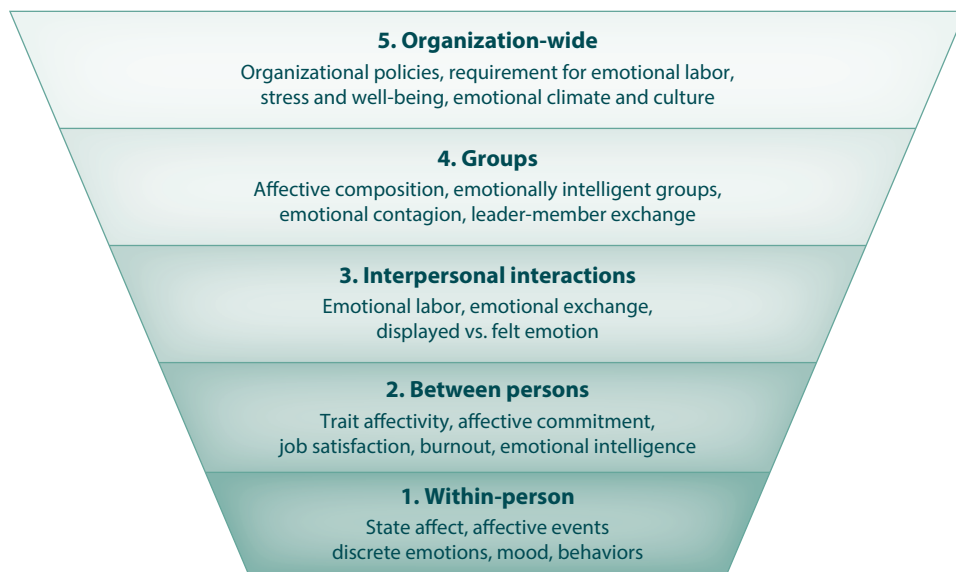 5. Organization-wide
Organizational policies, requirement for emotional labor,
stress and well-being, emotional climate and culture
4. Groups
Affective composition, emotionally intelligent groups,
emotional contagion, leader-member exchange
3. Interpersonal interactions
Emotional labor, emotional exchange,
displayed vs. felt emotion
2. Between persons
Trait affectivity, affective commitment,
job satisfaction, burnout, emotional intelligence
1. Within-person
State affect, affective events
discrete emotions, mood, behaviors